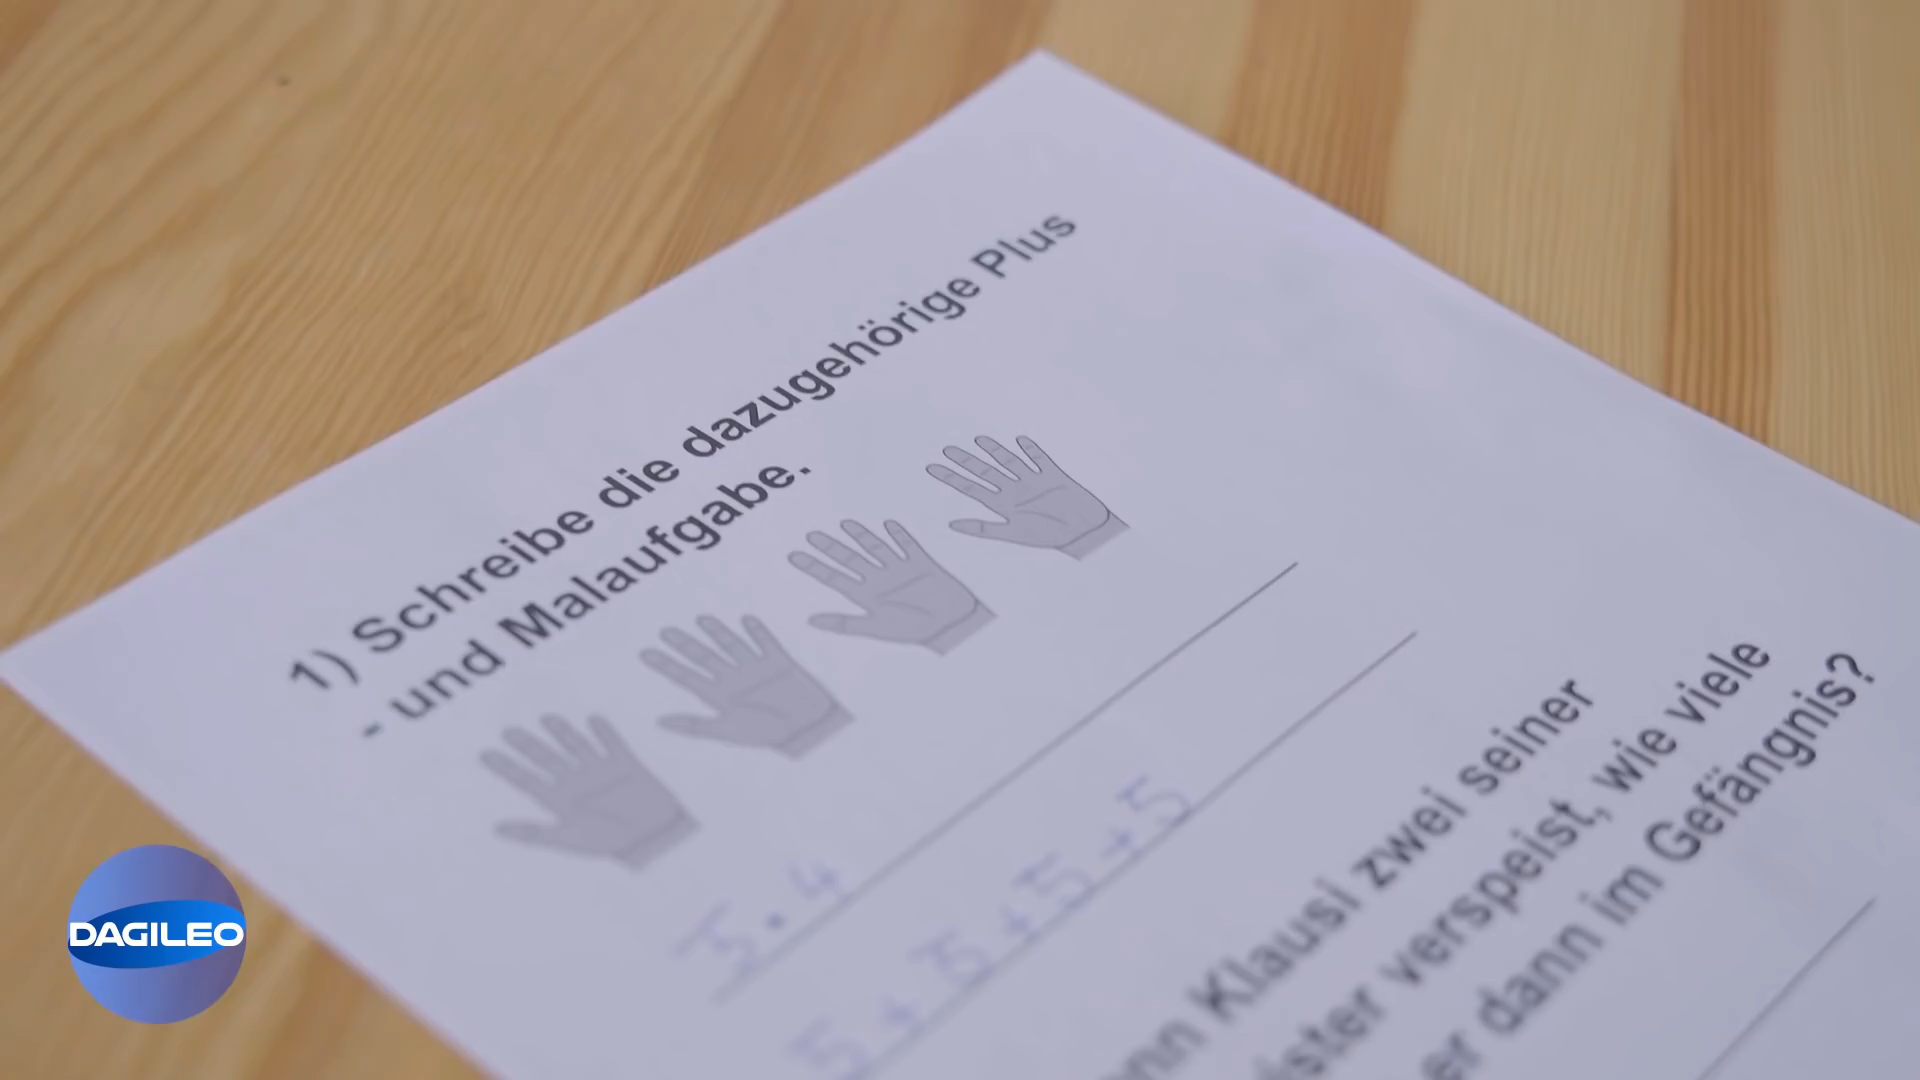 1) Schreibe die dazugehörige Plus
- und Malaufgabe.
5 · 4
5 + 5 + 5 + 5
Klausi zwei seiner
verspeist, wie viele
er dann im Gefängnis?
DAGILEO